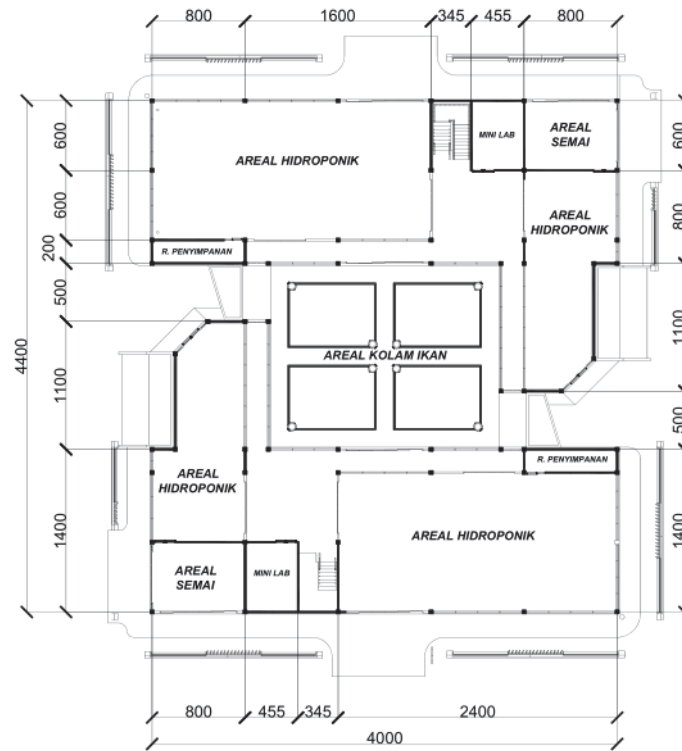 800
1600
345
455
800
600
600
200
500
1100
1400
4400
600
800
1100
500
1400
AREAL HIDROPONIK
MINI LAB
AREAL
SEMAI
AREAL
HIDROPONIK
R. PENYIMPANAN
AREAL KOLAM IKAN
R. PENYIMPANAN
AREAL
HIDROPONIK
AREAL HIDROPONIK
AREAL
SEMAI
MINI LAB
800
455
345
2400
4000